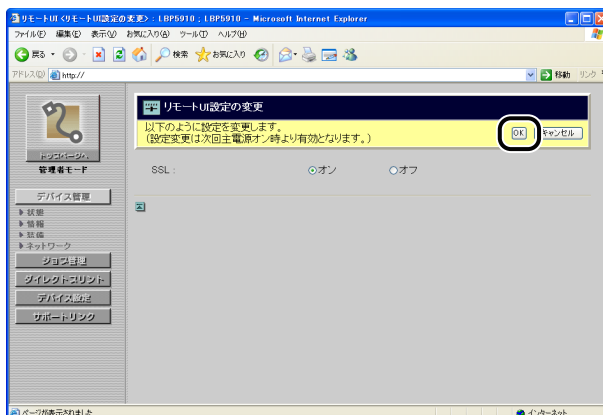 リモートUI <リモートUI設定の変更> : LBP5910 ; LBP5910 - Microsoft Internet Explorer
ファイル(F) 編集(E) 表示(V) お気に入り(A) ツール(T) ヘルプ(H)
戻る 検索 お気に入り
アドレス(D) http:// 移動 リンク
リモートUI設定の変更
以下のように設定を変更します。
(設定変更は次回主電源オン時より有効となります。)
OK キャンセル
トップページへ
管理者モード
SSL : オン オフ
デバイス管理
状態
情報
ネットワーク
ジョブ管理
ダイレクトプリント
デバイス設定
サポートリンク
ページが表示されました インターネット